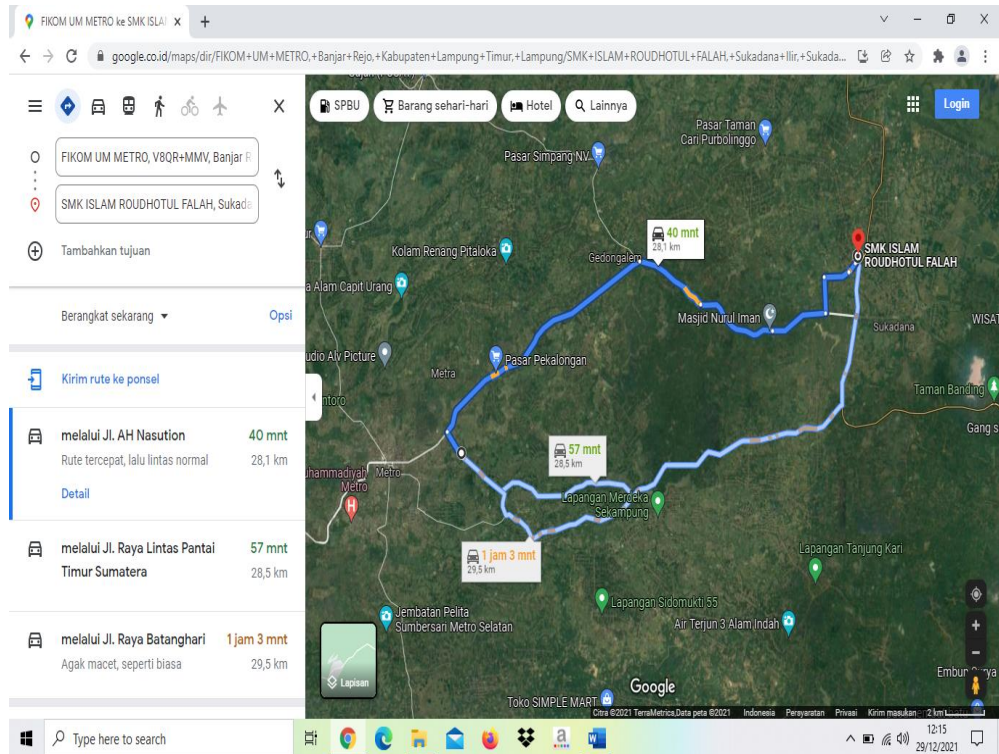 FIKOM UM METRO ke SMK ISLA
google.co.id/maps/dir/FIKOM+UM+METRO,+Banjar+Rejo,+Kabupaten+Lampung+Timur,+Lampung/SMK+ISLAM+ROUDHOTUL+FALAH,+Sukadana+Ilir,+Sukada...
SPBU
Barang sehari-hari
Hotel
Lainnya
Login
FIKOM UM METRO, V8QR+MMV, Banjar R
SMK ISLAM ROUDHOTUL FALAH, Sukada
Tambahkan tujuan
Berangkat sekarang
Opsi
Kirim rute ke ponsel
melalui Jl. AH Nasution 40 mnt
Rute tercepat, lalu lintas normal 28,1 km
Detail
melalui Jl. Raya Lintas Pantai 57 mnt
Timur Sumatera 28,5 km
melalui Jl. Raya Batanghari 1 jam 3 mnt
Agak macet, seperti biasa 29,5 km
Pasar Taman
Cari Purbolinggo
Pasar Simpang NV
Kolam Renang Pitaloka
40 mnt
28,1 km
Gedongalem
SMK ISLAM
ROUDHOTUL FALAH
a Alam Capit Urang
Masjid Nurul Iman
Sukadana
WISA
udio Alv Picture
Pasar Pekalongan
Metra
Taman Banding
ntoro
Gang s
57 mnt
28,5 km
uhammadiyah
Metro
Metro
H
Lapangan Merdeka
Sekampung
1 jam 3 mnt
29,5 km
Lapangan Tanjung Kari
Lapangan Sidomukti 55
Jembatan Pelita
Sumbersari Metro Selatan
Air Terjun 3 Alam Indah
Lapisan
Google
Toko SIMPLE MART
Citra ©2021 TerraMetrics,Data peta ©2021 Indonesia Persyaratan Privasi Kirim masukan 2 km
Type here to search
12:15
29/12/2021